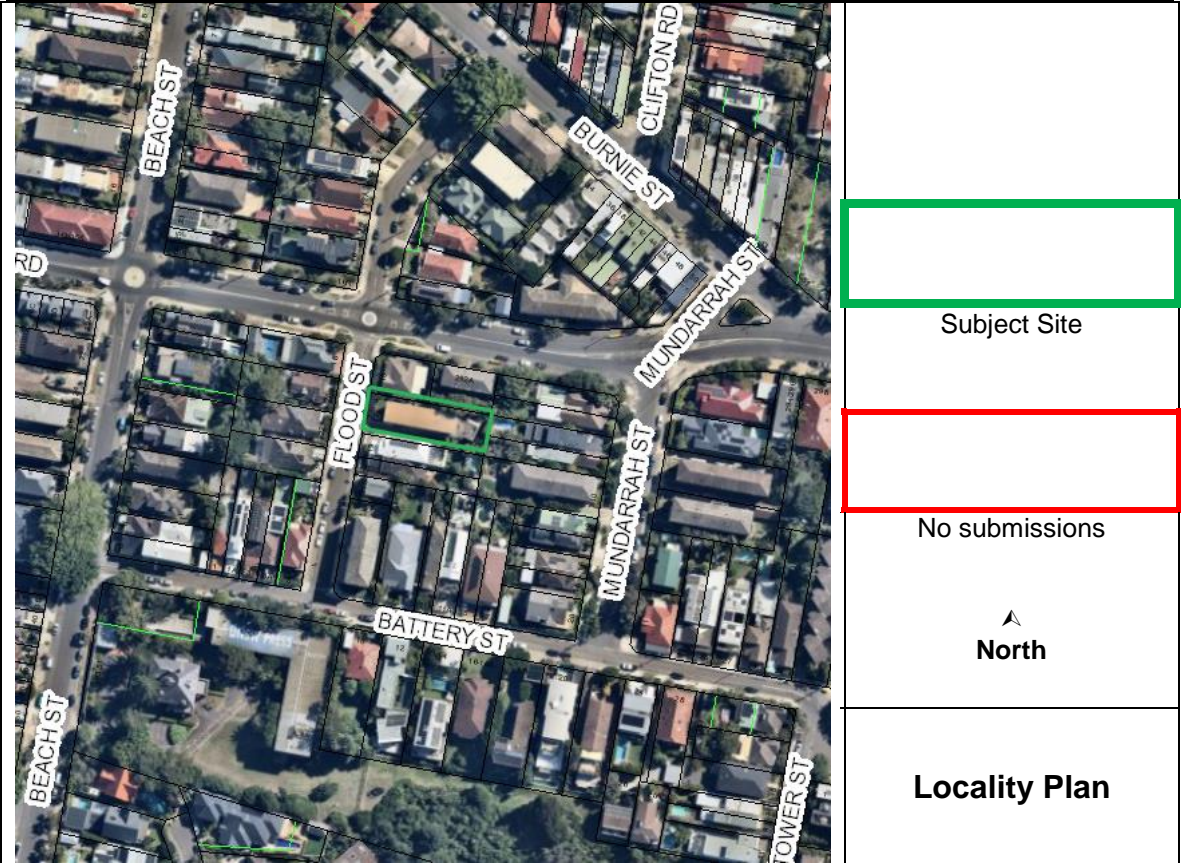 BEACH ST
CLIFTON RD
BURNIE ST
RD
MUNDARRAH ST
FLOOD ST
MUNDARRAH ST
BATTERY ST
BEACH ST
TOWER ST
Subject Site
No submissions
North
Locality Plan